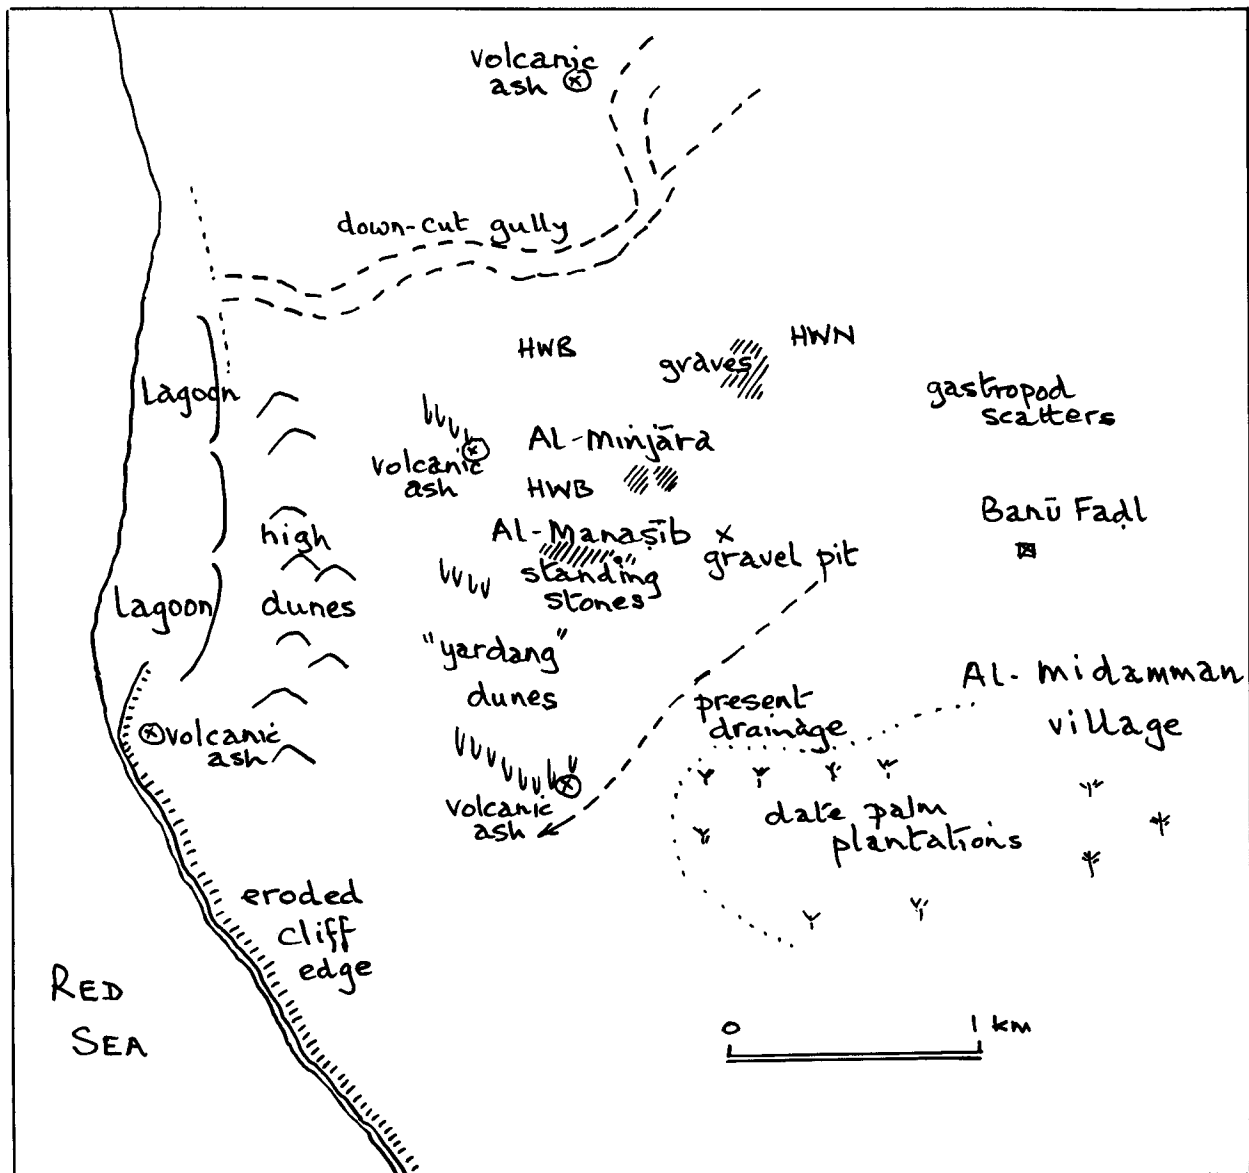 volcanic
ash
down-cut gully
HWB
graves
HWN
Lagoon
gastropod
scatters
Al-Minjāra
volcanic
ash
HWB
Banū Faḍl
high
Al-Manaṣīb
gravel pit
standing
stones
Lagoon
dunes
"yardang"
dunes
Al-Midamman
village
present
drainage
volcanic
ash
volcanic
ash
date palm
plantations
eroded
cliff
edge
RED
SEA
0 1 km